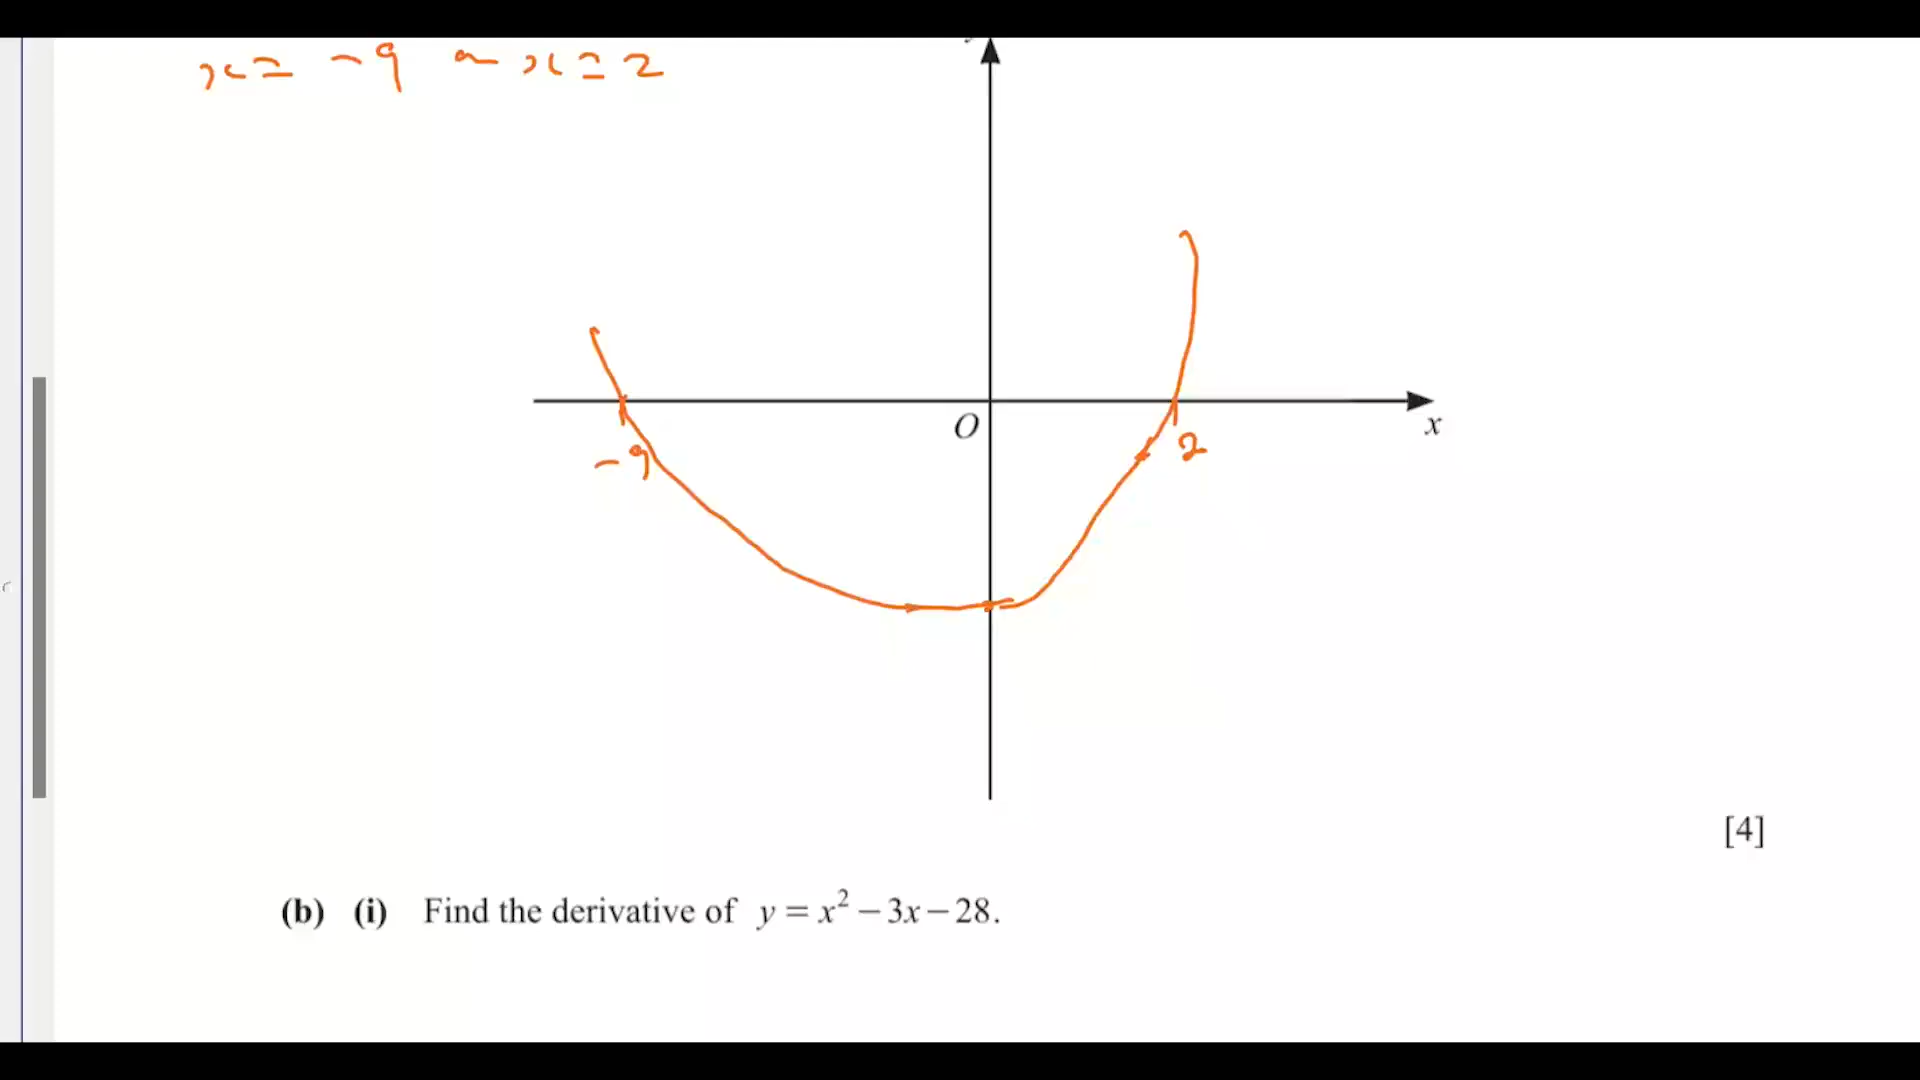 x = -9 or x = 2
O
x
-9
2
[4]
(b) (i) Find the derivative of y = x² − 3x − 28.